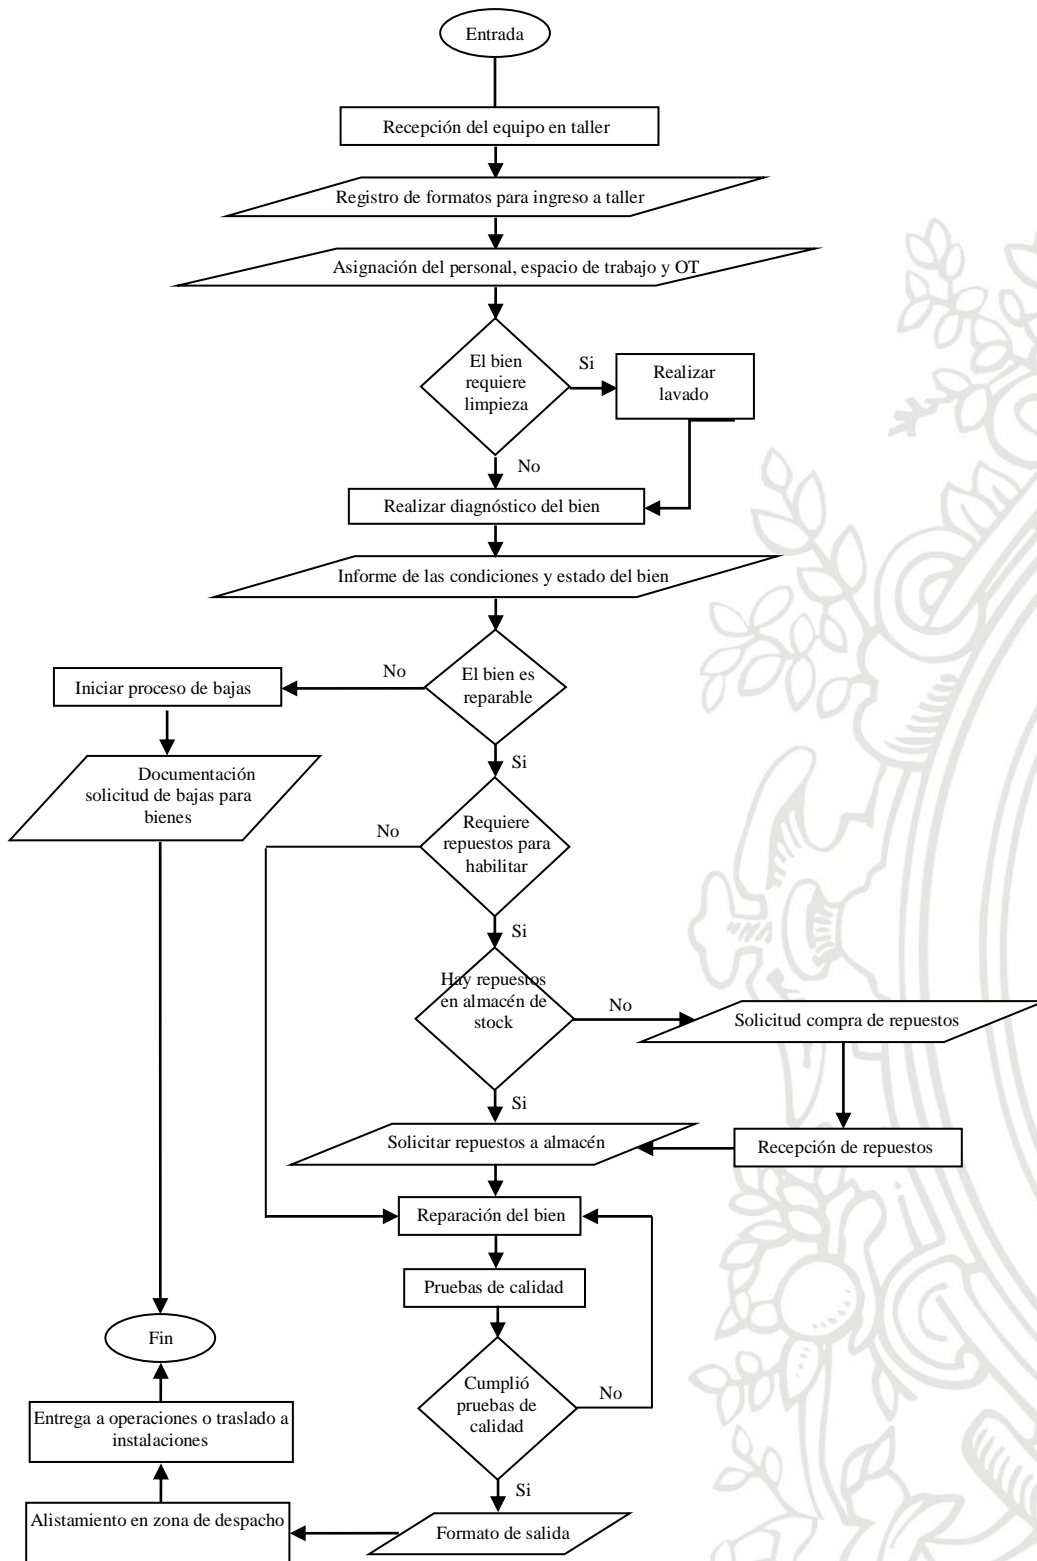 Entrada
Recepción del equipo en taller
Registro de formatos para ingreso a taller
Asignación del personal, espacio de trabajo y OT
El bien
requiere
limpieza
Si
Realizar
lavado
No
Realizar diagnóstico del bien
Informe de las condiciones y estado del bien
El bien es
reparable
No
Iniciar proceso de bajas
Documentación
solicitud de bajas para
bienes
Si
Requiere
repuestos para
habilitar
No
Si
Hay repuestos
en almacén de
stock
No
Solicitud compra de repuestos
Si
Solicitar repuestos a almacén
Recepción de repuestos
Reparación del bien
Pruebas de calidad
Fin
Cumplió
pruebas de
calidad
No
Entrega a operaciones o traslado a
instalaciones
Si
Alistamiento en zona de despacho
Formato de salida